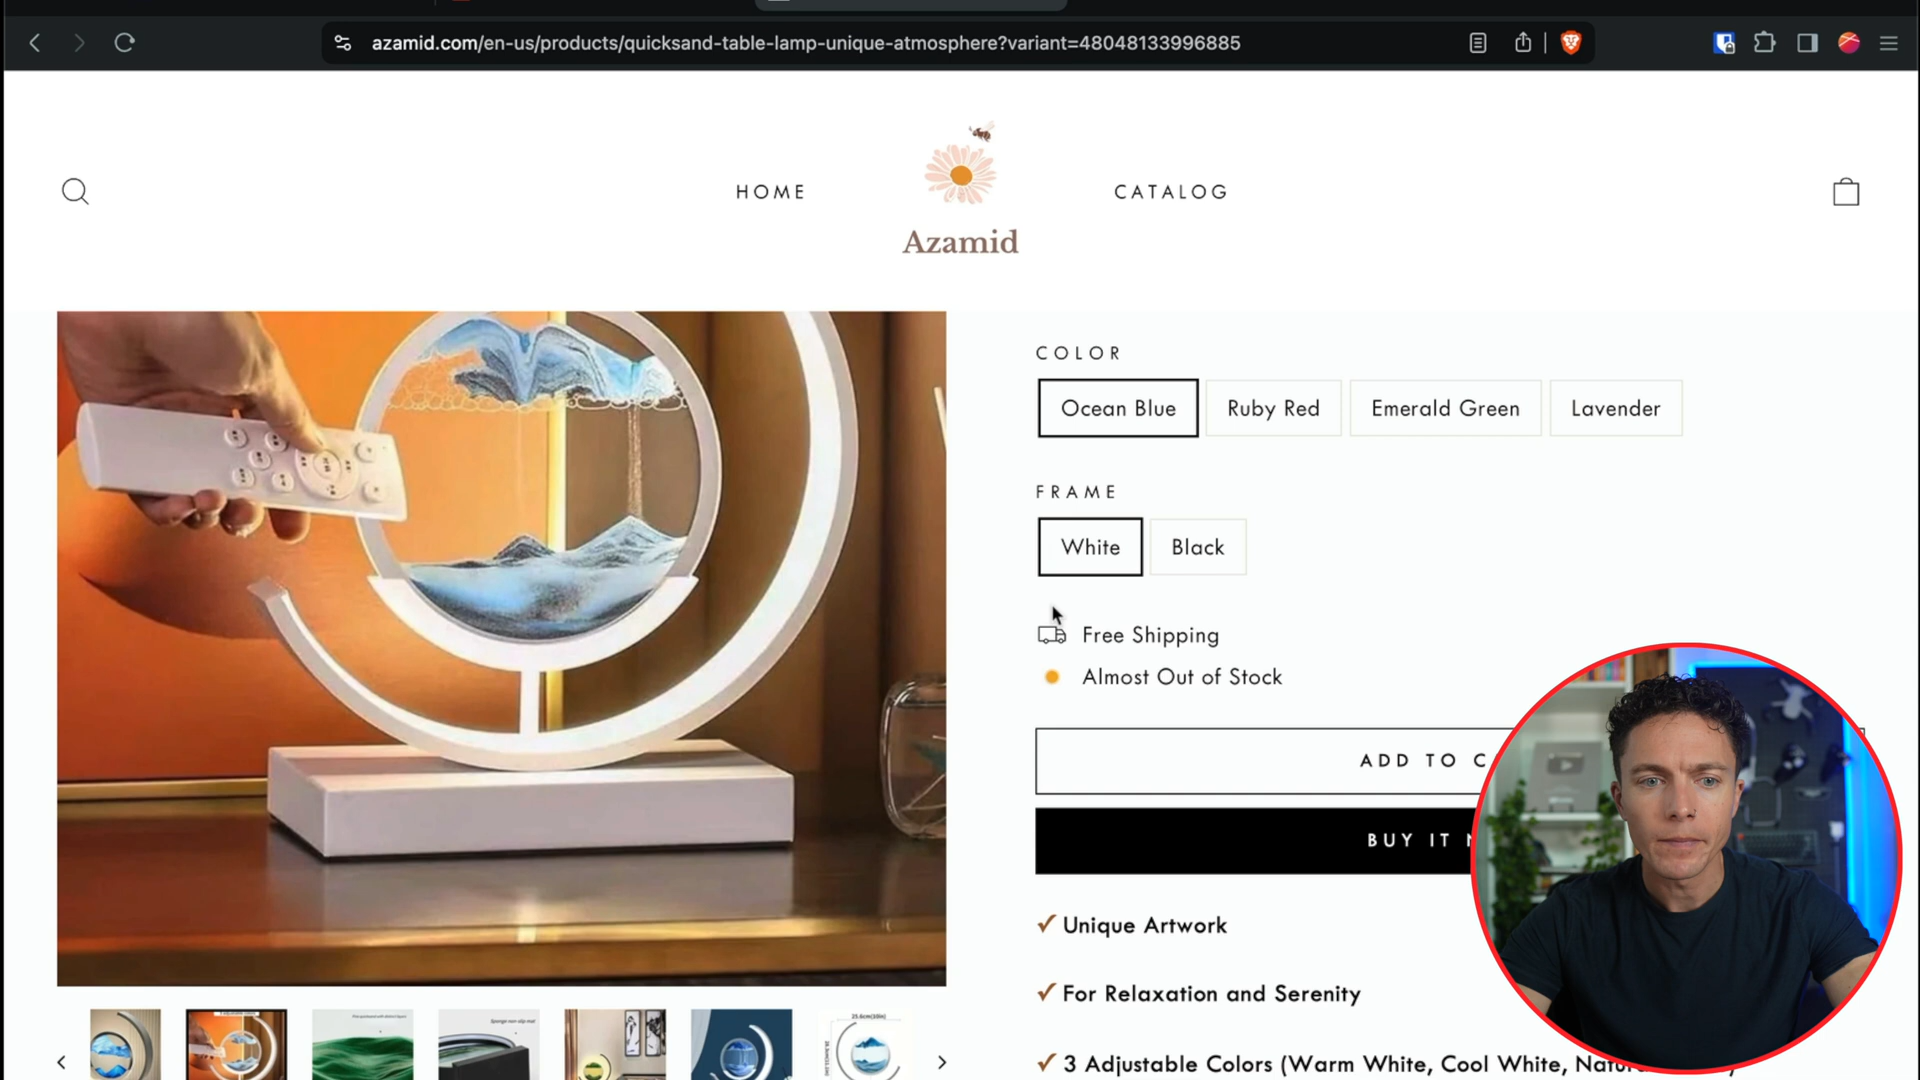 azamid.com/en-us/products/quicksand-table-lamp-unique-atmosphere?variant=48048133996885
HOME
CATALOG
Azamid
COLOR
Ocean Blue
Ruby Red
Emerald Green
Lavender
FRAME
White
Black
Free Shipping
Almost Out of Stock
ADD TO C
BUY IT
✓ Unique Artwork
✓ For Relaxation and Serenity
✓ 3 Adjustable Colors (Warm White, Cool White,